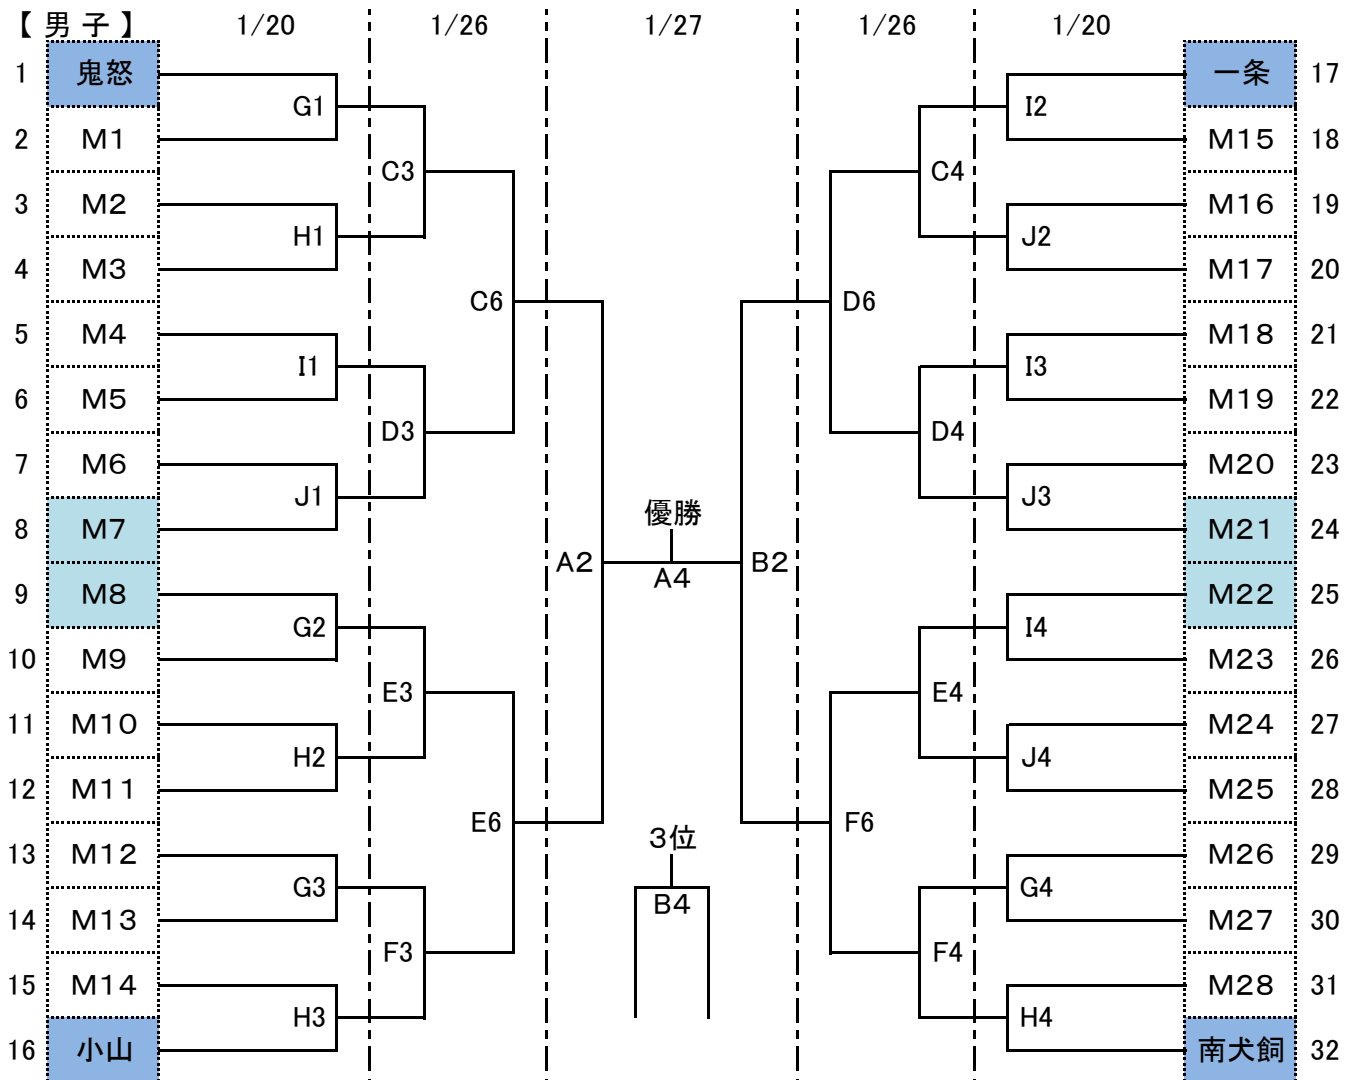 【 男 子 】 1/20 1/26 1/27 1/26 1/20
1 鬼怒 一条 17
G1 I2
2 M1 M15 18
C3 C4
3 M2 M16 19
H1 J2
4 M3 M17 20
C6 D6
5 M4 M18 21
I1 I3
6 M5 M19 22
D3 D4
7 M6 M20 23
J1 J3
優勝
8 M7 M21 24
A2 A4 B2
9 M8 M22 25
G2 I4
10 M9 M23 26
E3 E4
11 M10 M24 27
H2 J4
12 M11 M25 28
E6 F6
3位
13 M12 M26 29
G3 G4
B4
14 M13 M27 30
F3 F4
15 M14 M28 31
H3 H4
16 小山 南犬飼 32